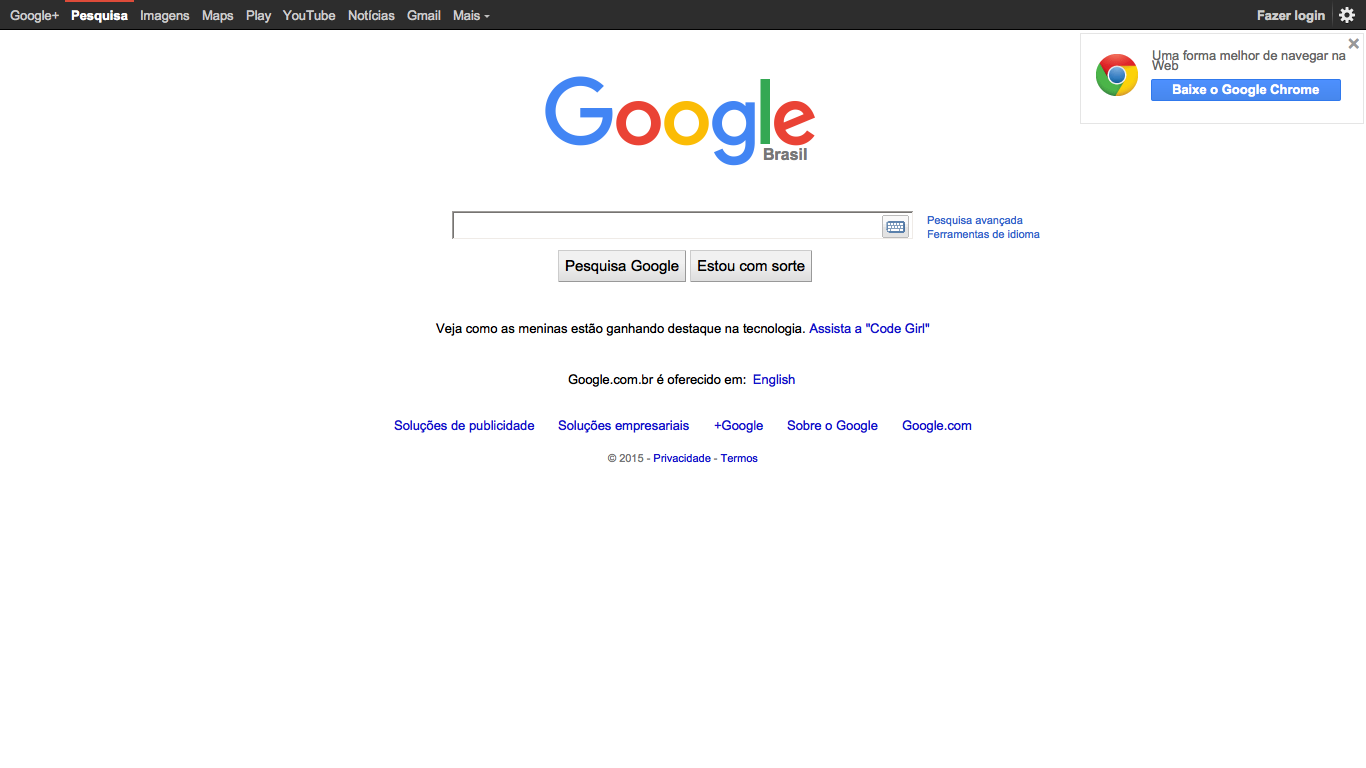 Google+ Pesquisa Imagens Maps Play YouTube Notícias Gmail Mais Fazer login
Uma forma melhor de navegar na
Web
Baixe o Google Chrome
Google
Brasil
Pesquisa avançada
Ferramentas de idioma
Pesquisa Google Estou com sorte
Veja como as meninas estão ganhando destaque na tecnologia. Assista a "Code Girl"
Google.com.br é oferecido em: English
Soluções de publicidade Soluções empresariais +Google Sobre o Google Google.com
© 2015 - Privacidade - Termos